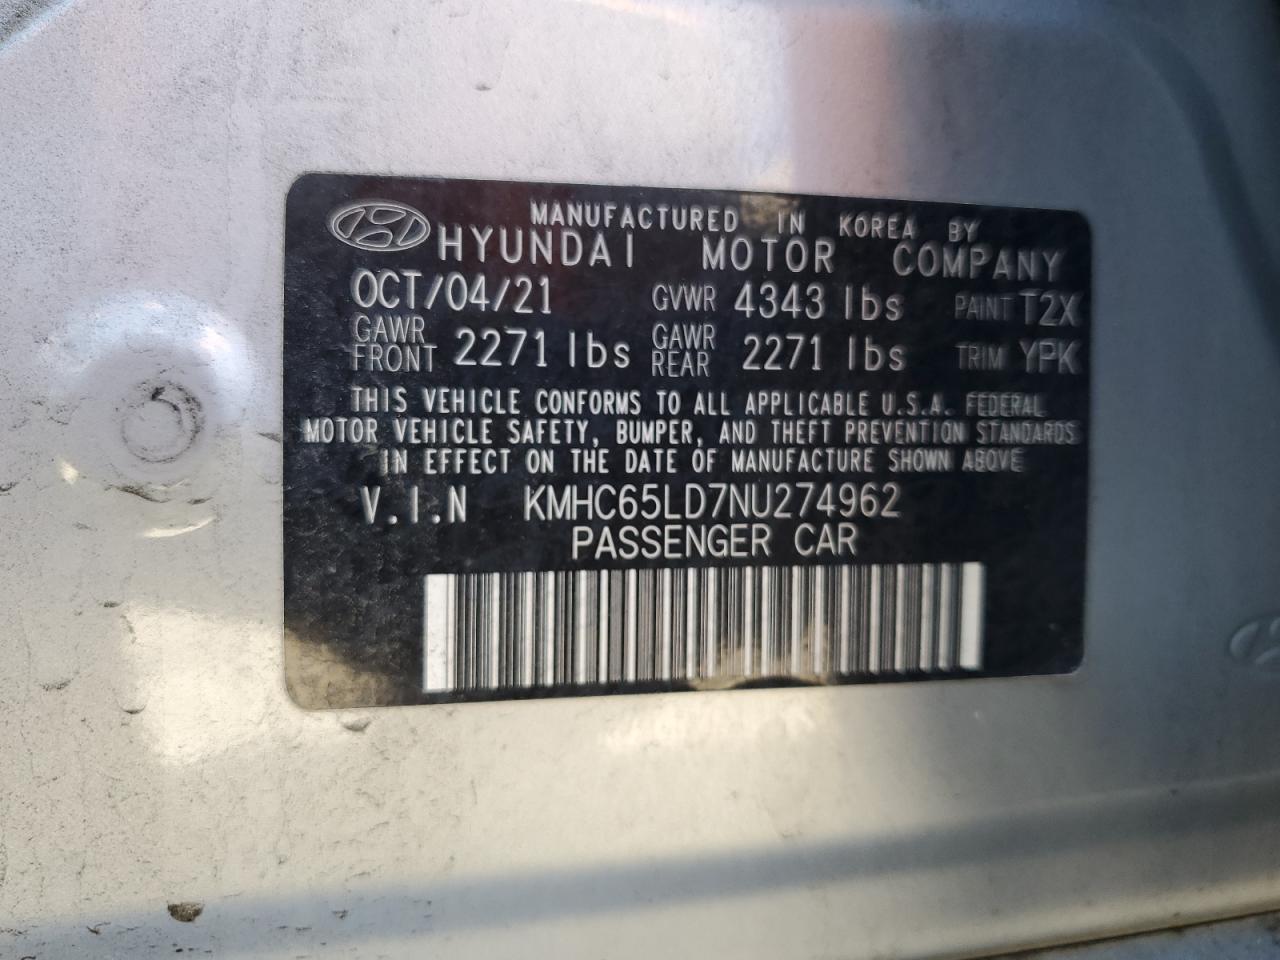 MANUFACTURED IN KOREA BY
HYUNDAI MOTOR COMPANY
OCT/04/21 GVWR 4343 lbs PAINT T2X
GAWR FRONT 2271 lbs GAWR REAR 2271 lbs TRIM YPK
THIS VEHICLE CONFORMS TO ALL APPLICABLE U.S.A. FEDERAL
MOTOR VEHICLE SAFETY, BUMPER, AND THEFT PREVENTION STANDARDS
IN EFFECT ON THE DATE OF MANUFACTURE SHOWN ABOVE
V.I.N KMHC65LD7NU274962
PASSENGER CAR